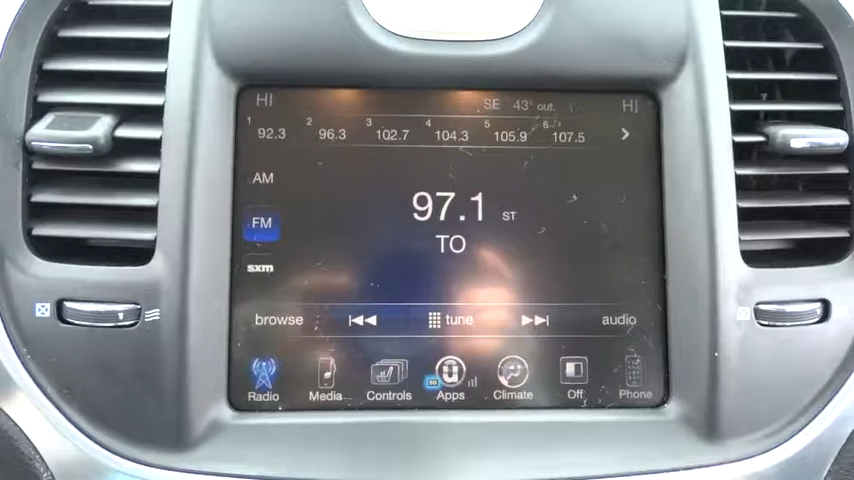 HI SE 43° out. HI
1 92.3 2 96.3 3 102.7 4 104.3 5 105.9 6 107.5
AM
FM
sxm
97.1 ST
TO
browse tune audio
Radio Media Controls Apps Climate Off Phone